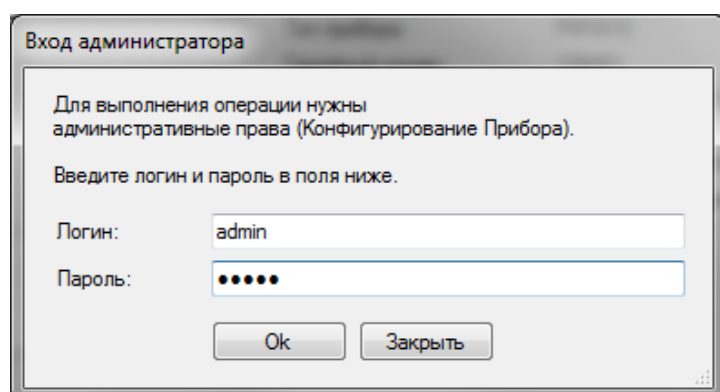 Вход администратора
Для выполнения операции нужны
административные права (Конфигурирование Прибора).
Введите логин и пароль в поля ниже.
Логин: admin
Пароль: •••••
Ok Закрыть